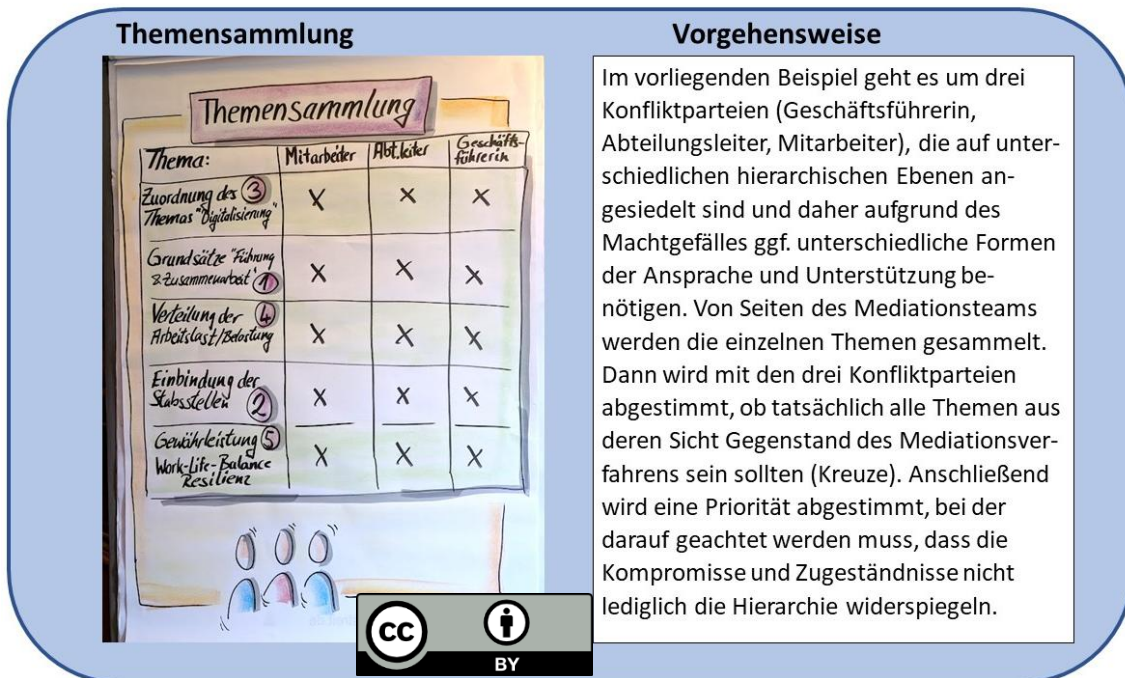 Themensammlung
Themensammlung
Thema:
Mitarbeiter
Abt.leiter
Geschäfts-
führerin
Zuordnung des 3
Themas "Digitalisierung"
X X X
Grundsätze "Führung
& Zusammenarbeit" 1
X X X
Verteilung der 4
Arbeitslast/Belastung
X X X
Einbindung der
Stabsstellen 2
X X X
Gewährleistung 5
Work-Life-Balance
Resilienz
X X X
cc
BY
Vorgehensweise
Im vorliegenden Beispiel geht es um drei
Konfliktparteien (Geschäftsführerin,
Abteilungsleiter, Mitarbeiter), die auf unter-
schiedlichen hierarchischen Ebenen an-
gesiedelt sind und daher aufgrund des
Machtgefälles ggf. unterschiedliche Formen
der Ansprache und Unterstützung be-
nötigen. Von Seiten des Mediationsteams
werden die einzelnen Themen gesammelt.
Dann wird mit den drei Konfliktparteien
abgestimmt, ob tatsächlich alle Themen aus
deren Sicht Gegenstand des Mediationsver-
fahrens sein sollten (Kreuze). Anschließend
wird eine Priorität abgestimmt, bei der
darauf geachtet werden muss, dass die
Kompromisse und Zugeständnisse nicht
lediglich die Hierarchie widerspiegeln.